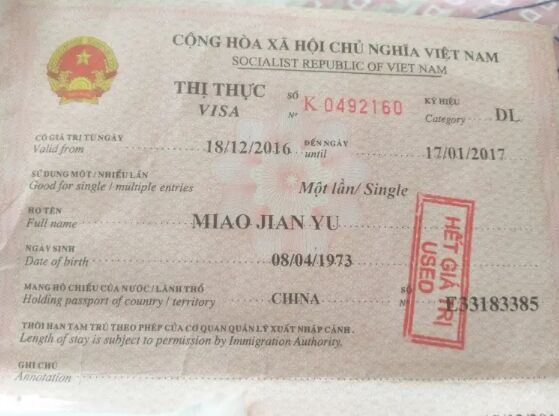 CỘNG HÒA XÃ HỘI CHỦ NGHĨA VIỆT NAM
SOCIALIST REPUBLIC OF VIET NAM
THỊ THỰC SỐ K 0492160 KÝ HIỆU DL
VISA Nº Category
CÓ GIÁ TRỊ TỪ NGÀY 18/12/2016 ĐẾN NGÀY 17/01/2017
Valid from until
SỬ DỤNG MỘT / NHIỀU LẦN Một lần/ Single
Good for single / multiple entries
HỌ TÊN MIAO JIAN YU
Full name
NGÀY SINH 08/04/1973
Date of birth
MANG HỘ CHIẾU CỦA NƯỚC / LÃNH THỔ CHINA SỐ E33183385
Holding passport of country / territory N
HẾT GIÁ TRỊ
USED
THỜI HẠN TẠM TRÚ THEO PHÉP CỦA CƠ QUAN QUẢN LÝ XUẤT NHẬP CẢNH.
Length of stay is subject to permission by Immigration Authority.
GHI CHÚ
Annotation